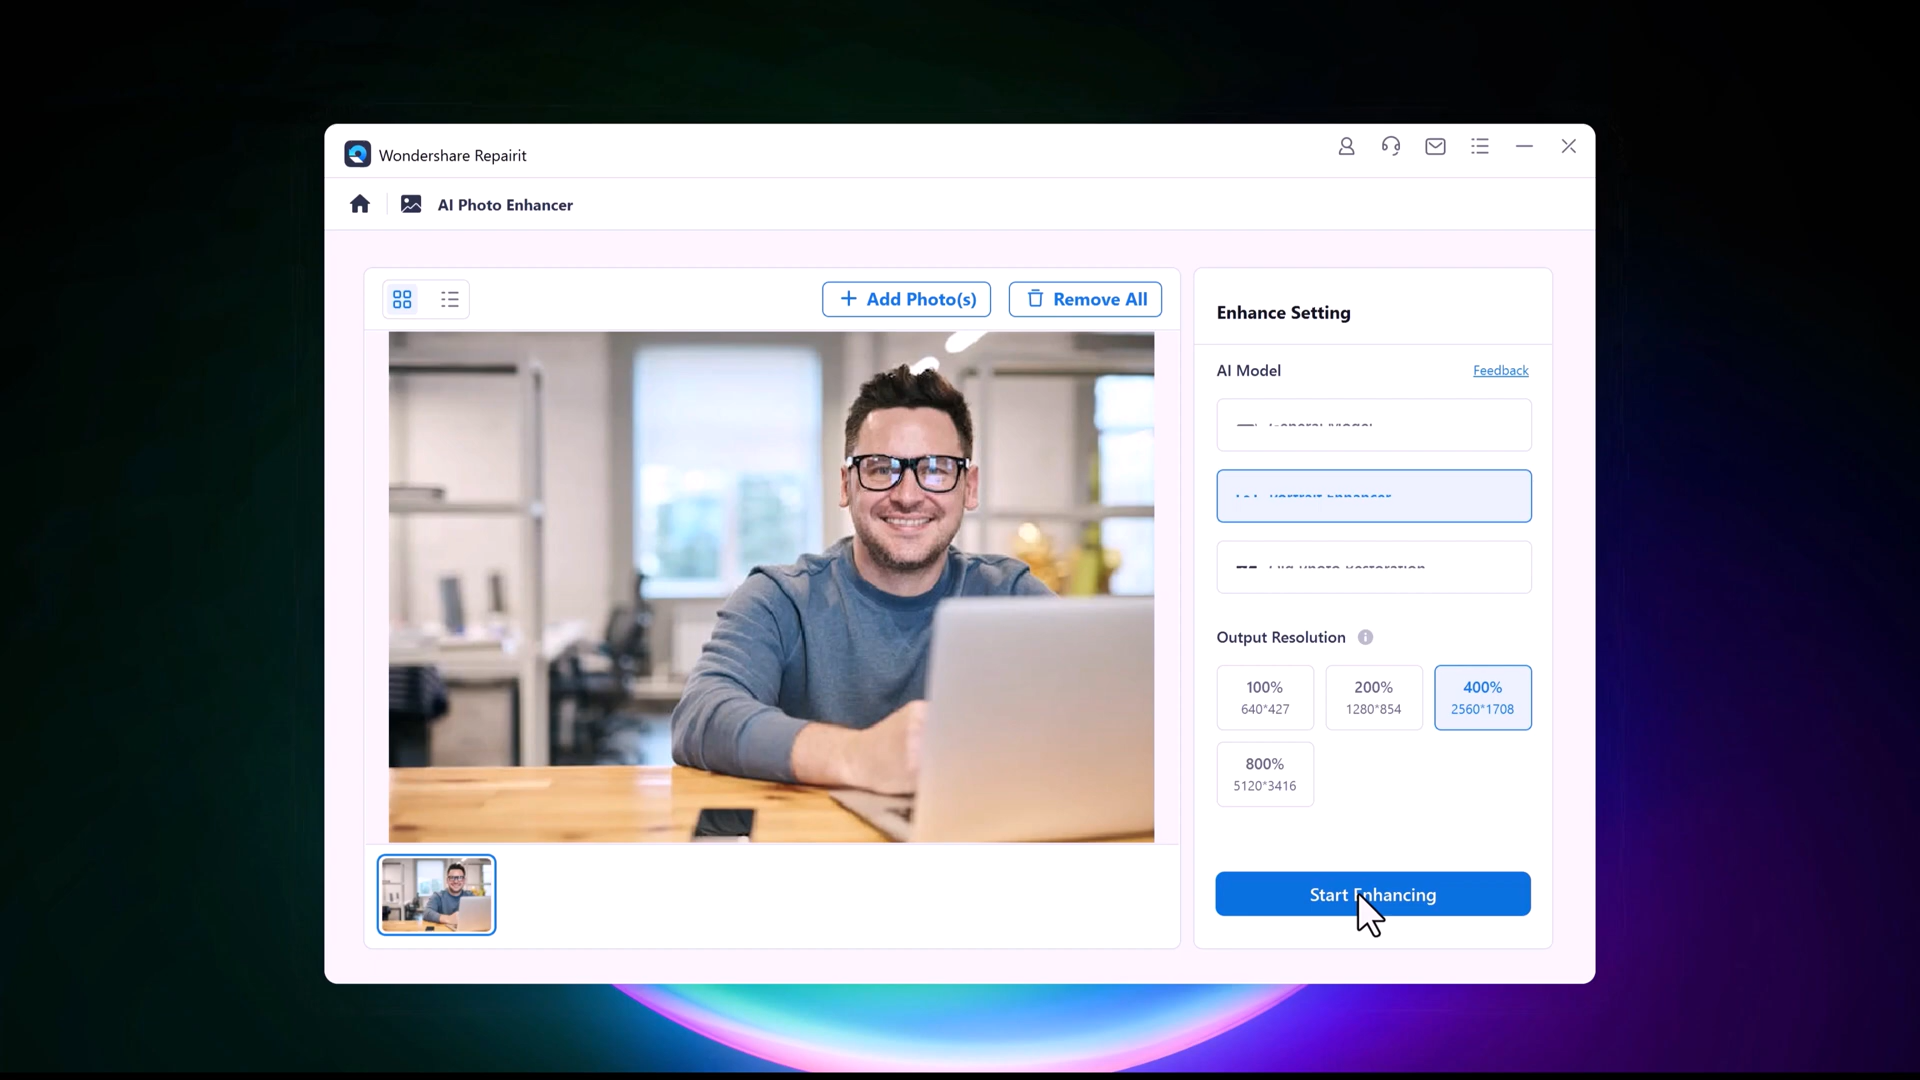 Wondershare Repairit
AI Photo Enhancer
Add Photo(s)
Remove All
Enhance Setting
AI Model
Feedback
Output Resolution
100%
640*427
200%
1280*854
400%
2560*1708
800%
5120*3416
Start Enhancing